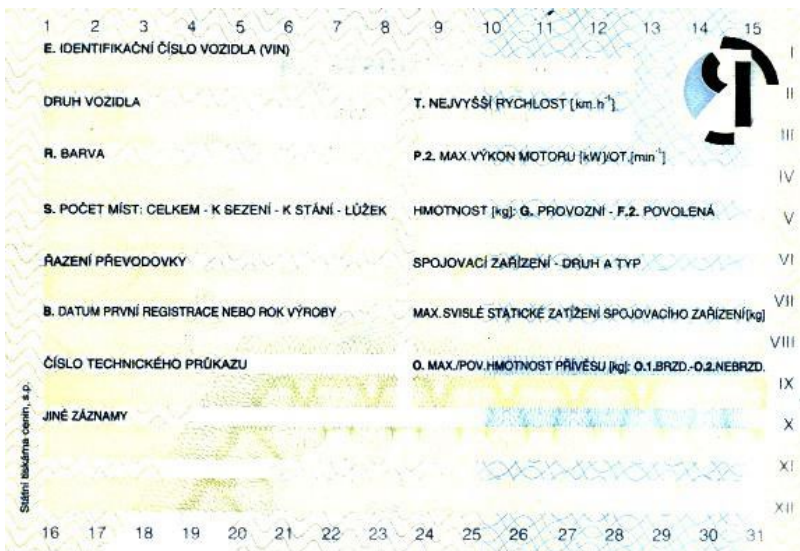 1 2 3 4 5 6 7 8 9 10 11 12 13 14 15
E. IDENTIFIKAČNÍ ČÍSLO VOZIDLA (VIN)
I
DRUH VOZIDLA
T. NEJVYŠŠÍ RYCHLOST [km.h⁻¹]
II
III
R. BARVA
P.2. MAX.VÝKON MOTORU [kW]/OT.[min⁻¹]
IV
S. POČET MÍST: CELKEM - K SEZENÍ - K STÁNÍ - LŮŽEK
HMOTNOST [kg]: G. PROVOZNÍ - F.2. POVOLENÁ
V
ŘAZENÍ PŘEVODOVKY
SPOJOVACÍ ZAŘÍZENÍ - DRUH A TYP
VI
B. DATUM PRVNÍ REGISTRACE NEBO ROK VÝROBY
MAX.SVISLÉ STATICKÉ ZATÍŽENÍ SPOJOVACÍHO ZAŘÍZENÍ[kg]
VII
VIII
ČÍSLO TECHNICKÉHO PRŮKAZU
O. MAX./POV.HMOTNOST PŘÍVĚSU [kg]: O.1.BRZD.-O.2.NEBRZD.
IX
JINÉ ZÁZNAMY
X
XI
XII
Státní tiskárna cenin, s.p.
16 17 18 19 20 21 22 23 24 25 26 27 28 29 30 31